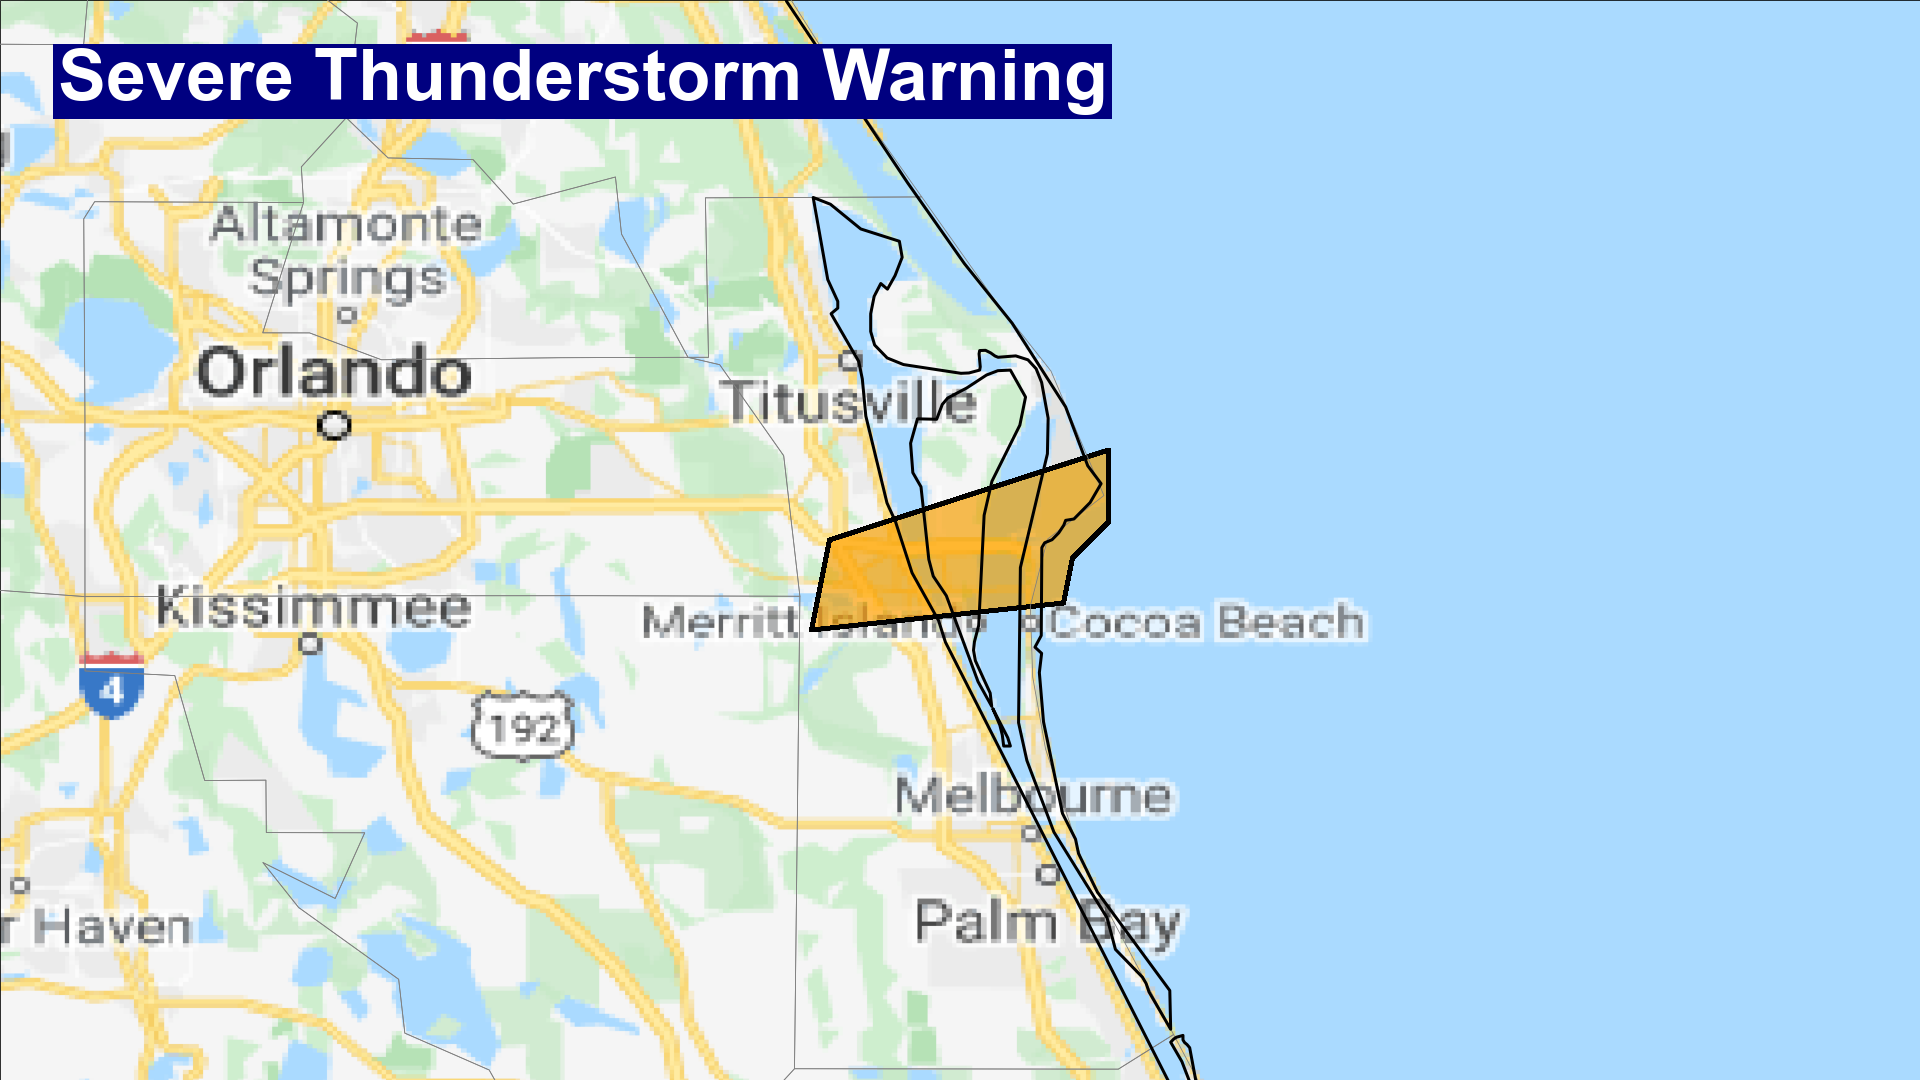 Severe Thunderstorm Warning
Altamonte
Springs
Orlando
Titusville
Kissimmee
Merritt Island
Cocoa Beach
4
192
Melbourne
Palm Bay
r Haven